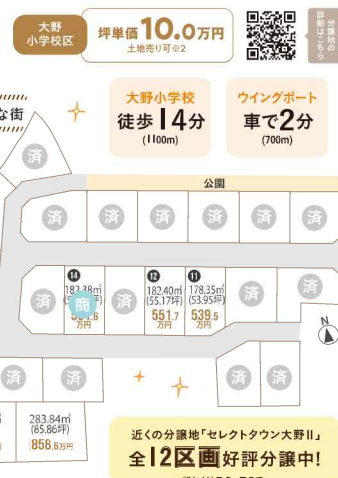 大野
小学校区
坪単価10.0万円
土地売り可※2
分譲地の
詳細はこちら
な街
大野小学校
徒歩14分
(1100m)
ウイングポート
車で2分
(700m)
済
公園
済 済 済 済 済 済
14
商
万円
12
182.40㎡
(55.17坪)
551.7
万円
11
178.35㎡
(53.95坪)
539.5
万円
済 済 済 済
N
済 済 済 済
283.84㎡
(85.86坪)
858.6万円
近くの分譲地「セレクトタウン大野Ⅱ」
全12区画好評分譲中!